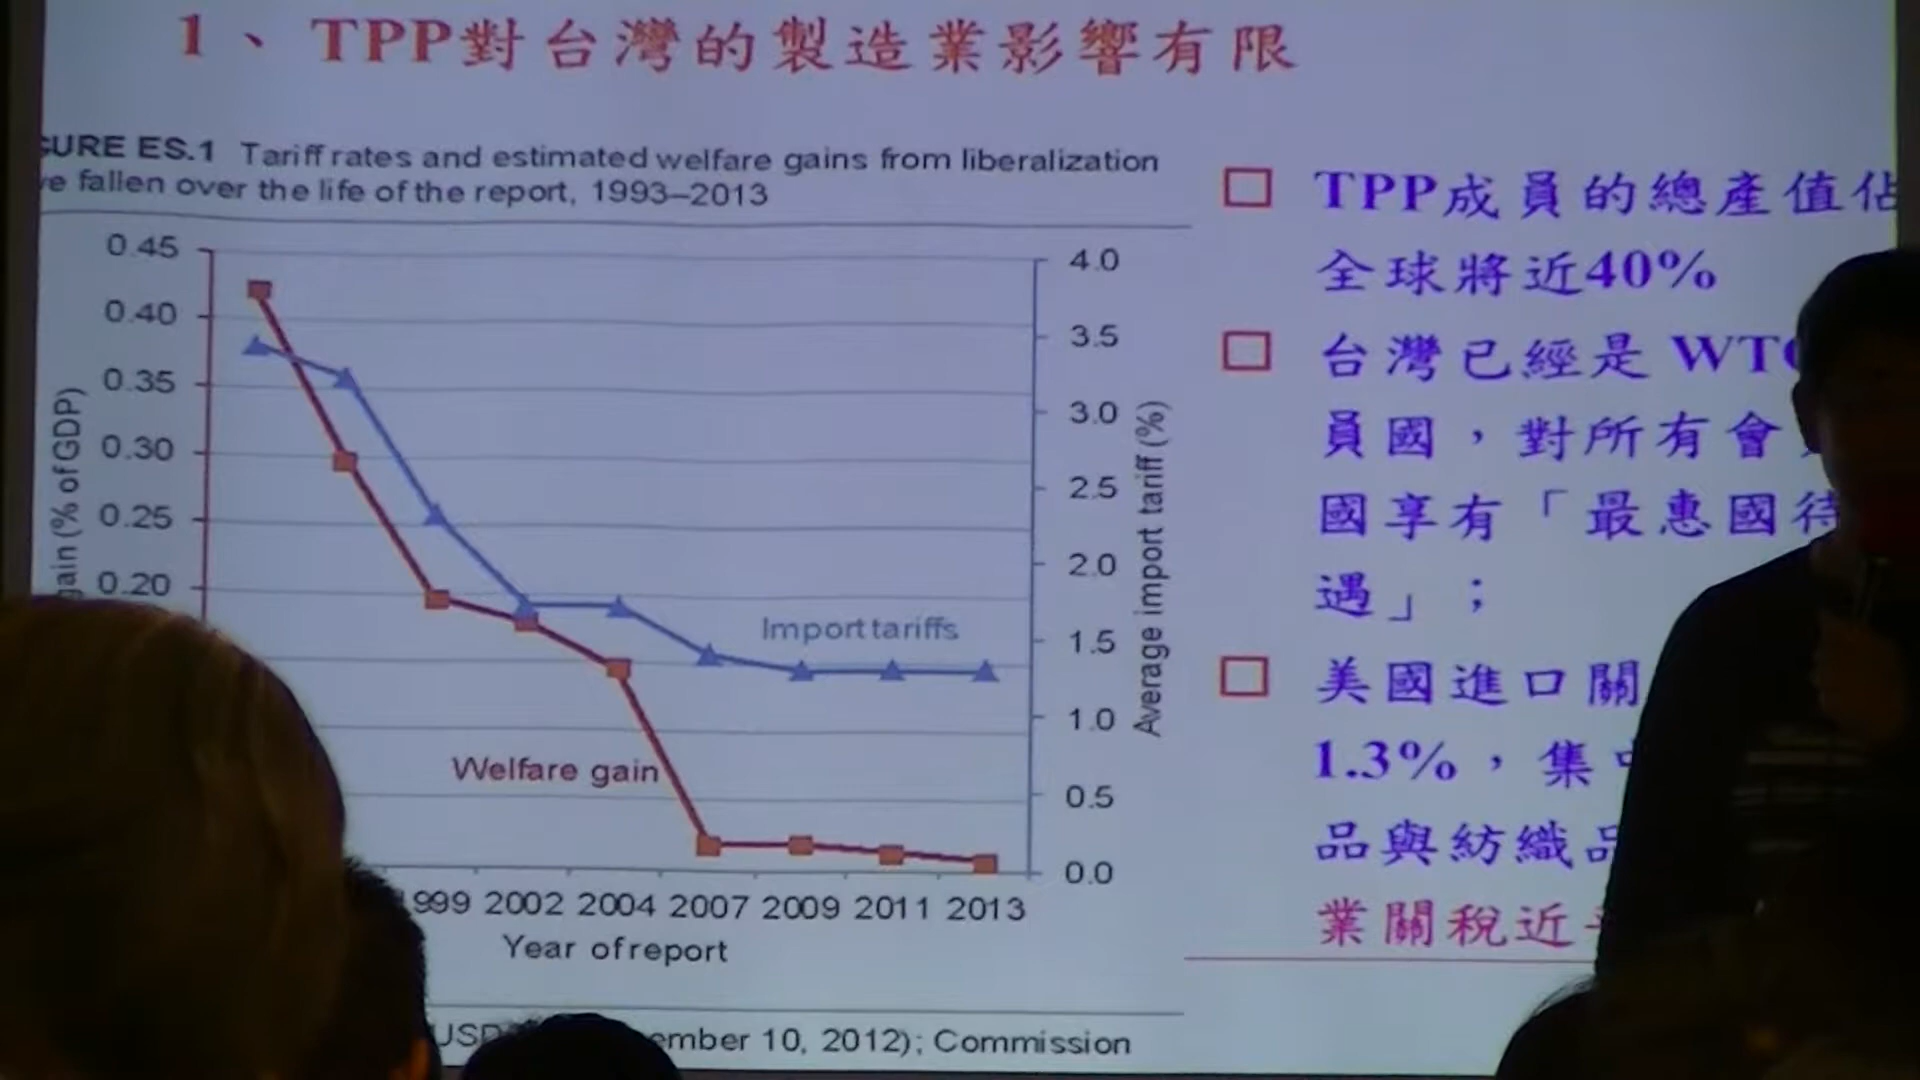 1、TPP對台灣的製造業影響有限
URE ES.1 Tariff rates and estimated welfare gains from liberalization
e fallen over the life of the report, 1993–2013
0.45
0.40
0.35
0.30
0.25
0.20
gain (% of GDP)
4.0
3.5
3.0
2.5
2.0
1.5
1.0
0.5
0.0
Average import tariff (%)
Import tariffs
Welfare gain
999 2002 2004 2007 2009 2011 2013
Year of report
ember 10, 2012); Commission
TPP成員的總產值佔
全球將近40%
台灣已經是 WT
員國，對所有會
國享有「最惠國待
遇」；
美國進口關
1.3%，集
品與紡織品
業關稅近